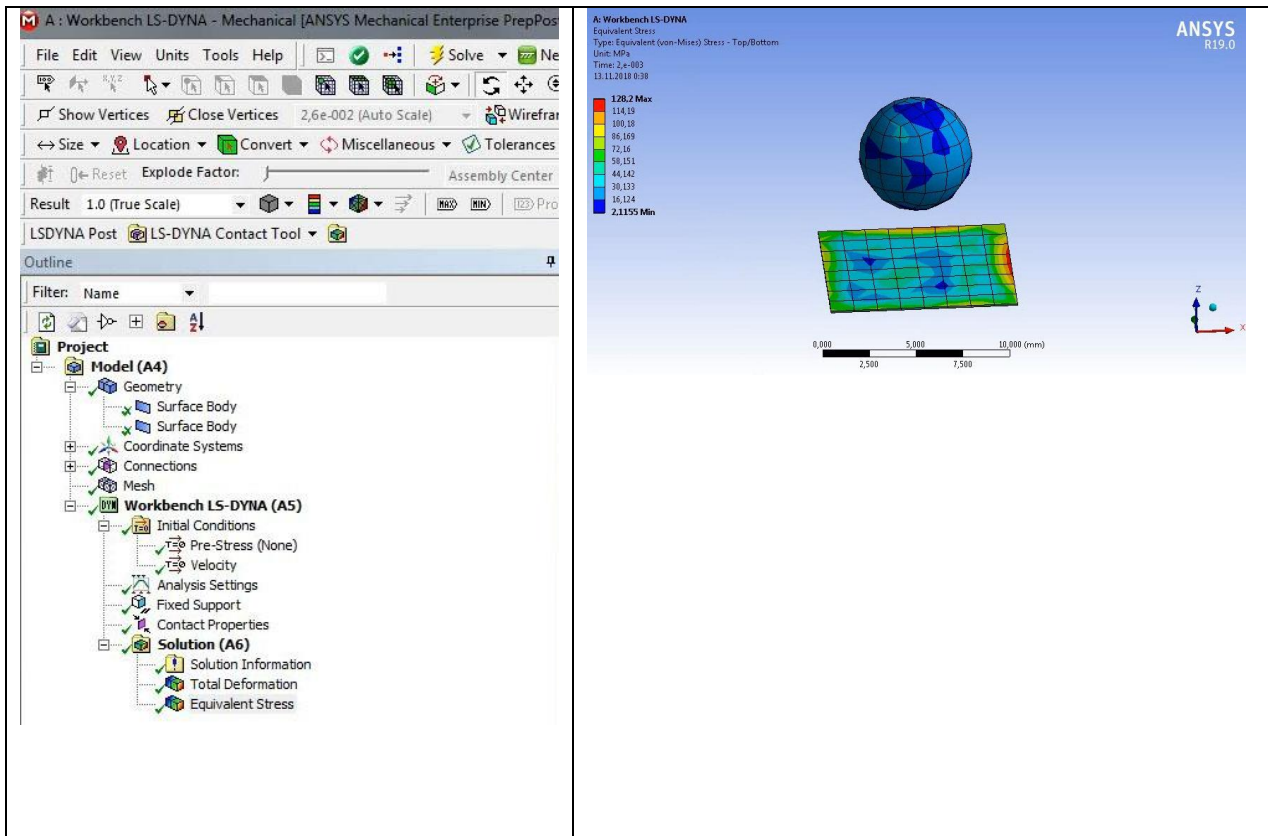 A : Workbench LS-DYNA - Mechanical [ANSYS Mechanical Enterprise PrepPos
File Edit View Units Tools Help Solve Ne
Show Vertices Close Vertices 2,6e-002 (Auto Scale) Wirefrar
Size Location Convert Miscellaneous Tolerances
Reset Explode Factor: Assembly Center
Result 1.0 (True Scale) MAX MIN Pro
LSDYNA Post LS-DYNA Contact Tool
Outline
Filter: Name
Project
Model (A4)
Geometry
Surface Body
Surface Body
Coordinate Systems
Connections
Mesh
Workbench LS-DYNA (A5)
Initial Conditions
Pre-Stress (None)
Velocity
Analysis Settings
Fixed Support
Contact Properties
Solution (A6)
Solution Information
Total Deformation
Equivalent Stress
A: Workbench LS-DYNA
Equivalent Stress
Type: Equivalent (von-Mises) Stress - Top/Bottom
Unit: MPa
Time: 2,e-003
13.11.2018 0:38
ANSYS
R19.0
128,2 Max
114,19
100,18
86,169
72,16
58,151
44,142
30,133
16,124
2,1155 Min
Z
X
0,000 5,000 10,000 (mm)
2,500 7,500